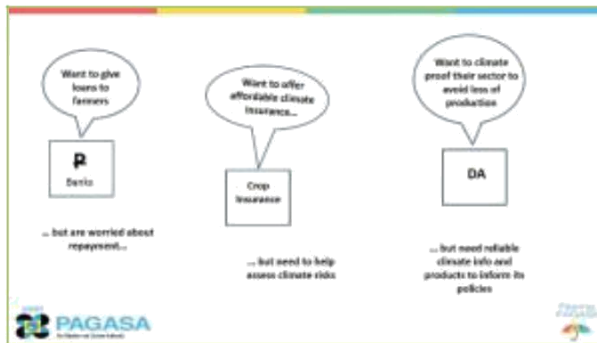 Want to give
loans to
farmers
₽
Banks
... but are worried about
repayment...
Want to offer
affordable climate
insurance...
Crop
Insurance
... but need to help
assess climate risks
Want to climate
proof their sector to
avoid loss of
production
DA
... but need reliable
climate info and
products to inform its
policies
PAGASA